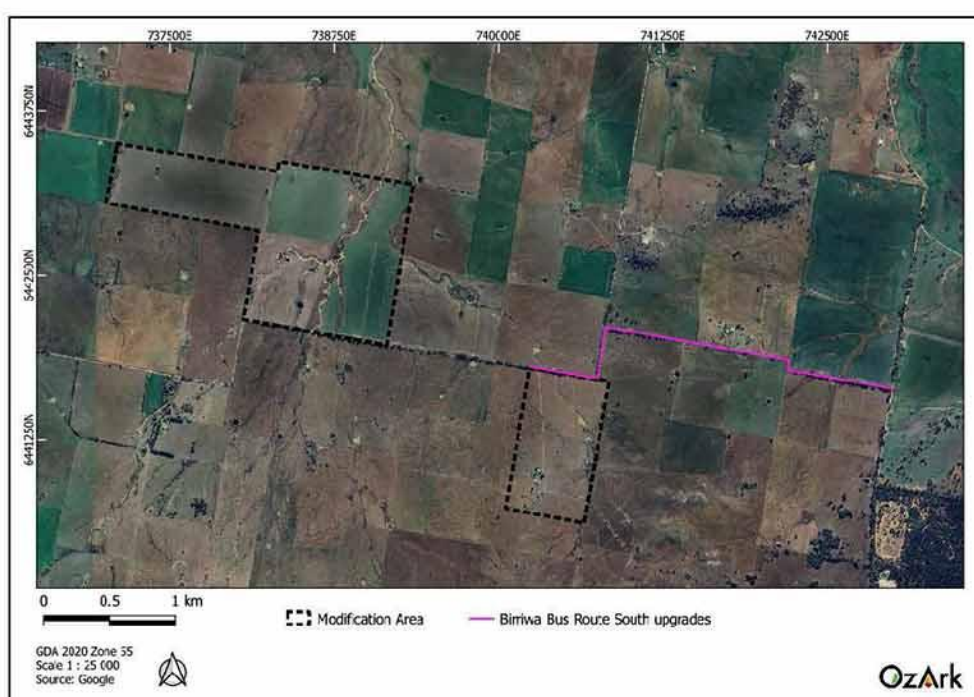 737500E 738750E 740000E 741250E 742500E
6443750N
6442500N
6441250N
0 0.5 1 km
Modification Area
Birriwa Bus Route South upgrades
GDA 2020 Zone 55
Scale 1 : 25 000
Source: Google
OzArk